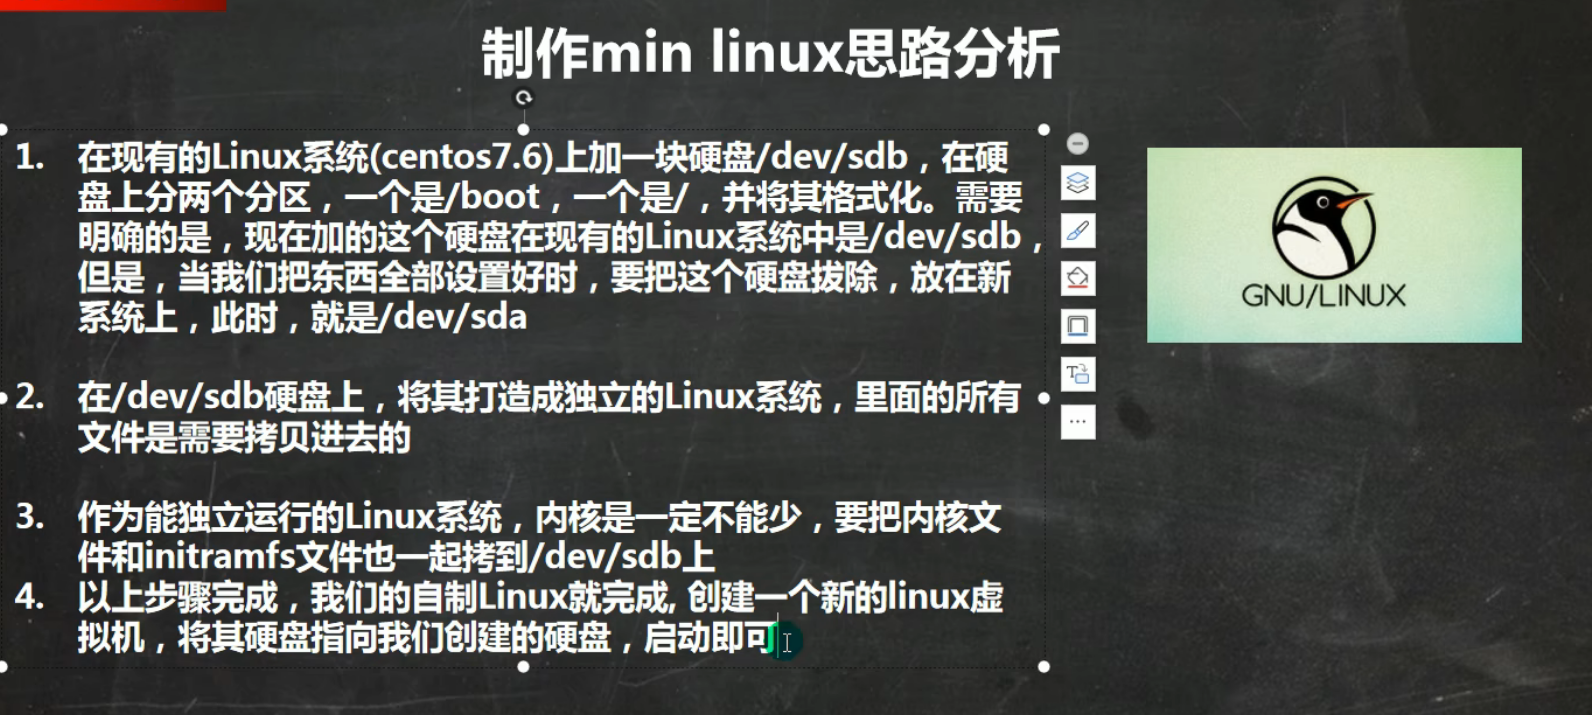 制作min linux思路分析
1. 在现有的Linux系统(centos7.6)上加一块硬盘/dev/sdb，在硬
盘上分两个分区，一个是/boot，一个是/，并将其格式化。需要
明确的是，现在加的这个硬盘在现有的Linux系统中是/dev/sdb，
但是，当我们把东西全部设置好时，要把这个硬盘拔除，放在新
系统上，此时，就是/dev/sda
2. 在/dev/sdb硬盘上，将其打造成独立的Linux系统，里面的所有
文件是需要拷贝进去的
3. 作为能独立运行的Linux系统，内核是一定不能少，要把内核文
件和initramfs文件也一起拷到/dev/sdb上
4. 以上步骤完成，我们的自制Linux就完成, 创建一个新的linux虚
拟机，将其硬盘指向我们创建的硬盘，启动即可
GNU/LINUX